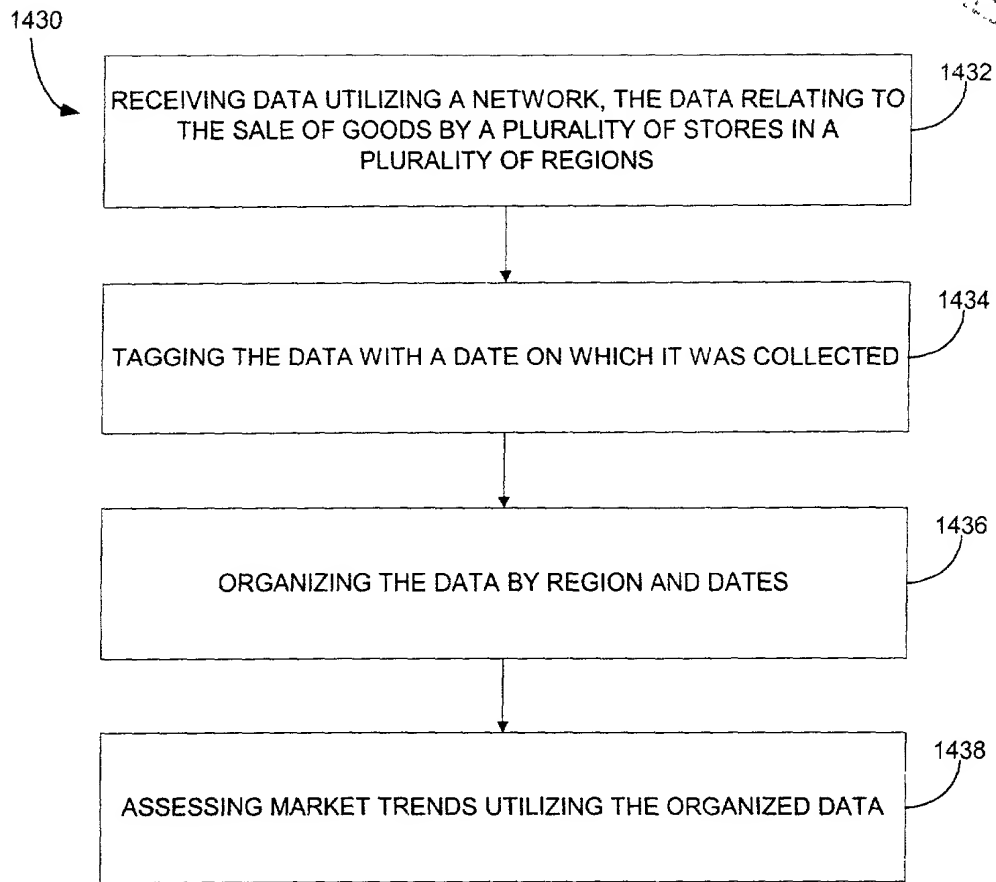 1430
1432
RECEIVING DATA UTILIZING A NETWORK, THE DATA RELATING TO
THE SALE OF GOODS BY A PLURALITY OF STORES IN A
PLURALITY OF REGIONS
1434
TAGGING THE DATA WITH A DATE ON WHICH IT WAS COLLECTED
1436
ORGANIZING THE DATA BY REGION AND DATES
1438
ASSESSING MARKET TRENDS UTILIZING THE ORGANIZED DATA